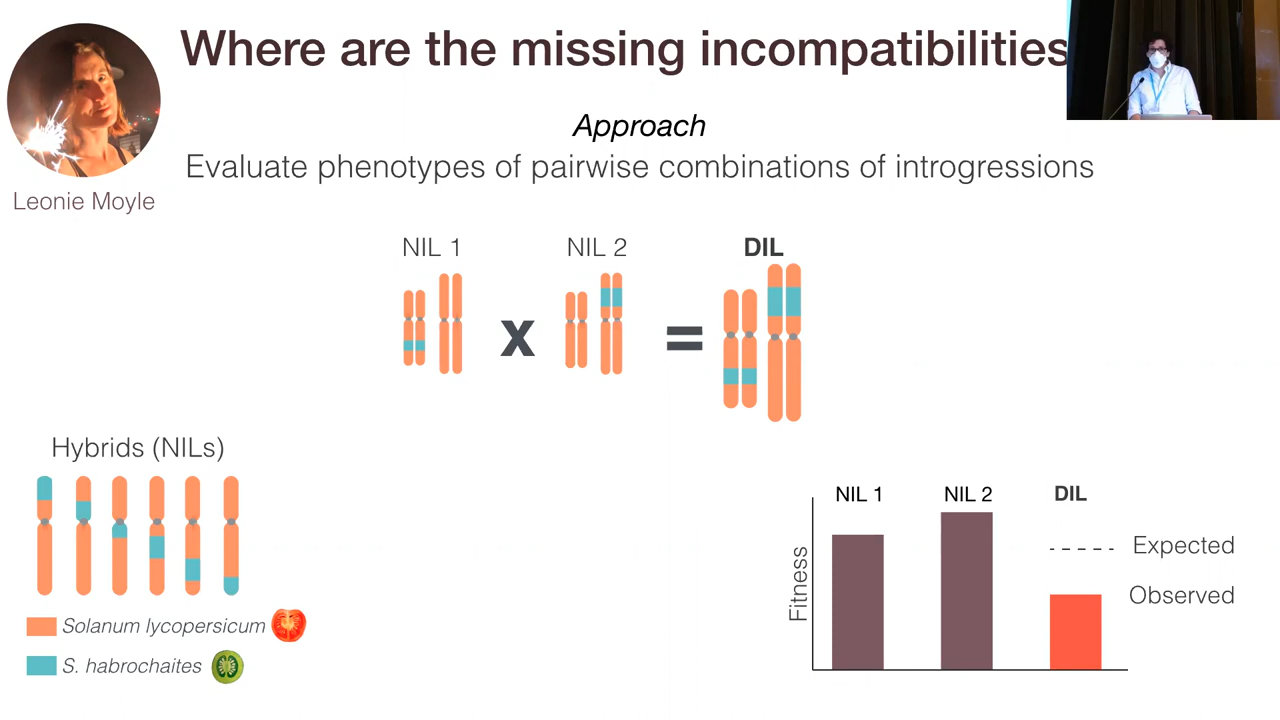 Where are the missing incompatibilities
Approach
Evaluate phenotypes of pairwise combinations of introgressions
Leonie Moyle
NIL 1
NIL 2
DIL
x
=
Hybrids (NILs)
Solanum lycopersicum
S. habrochaites
NIL 1
NIL 2
DIL
Expected
Observed
Fitness